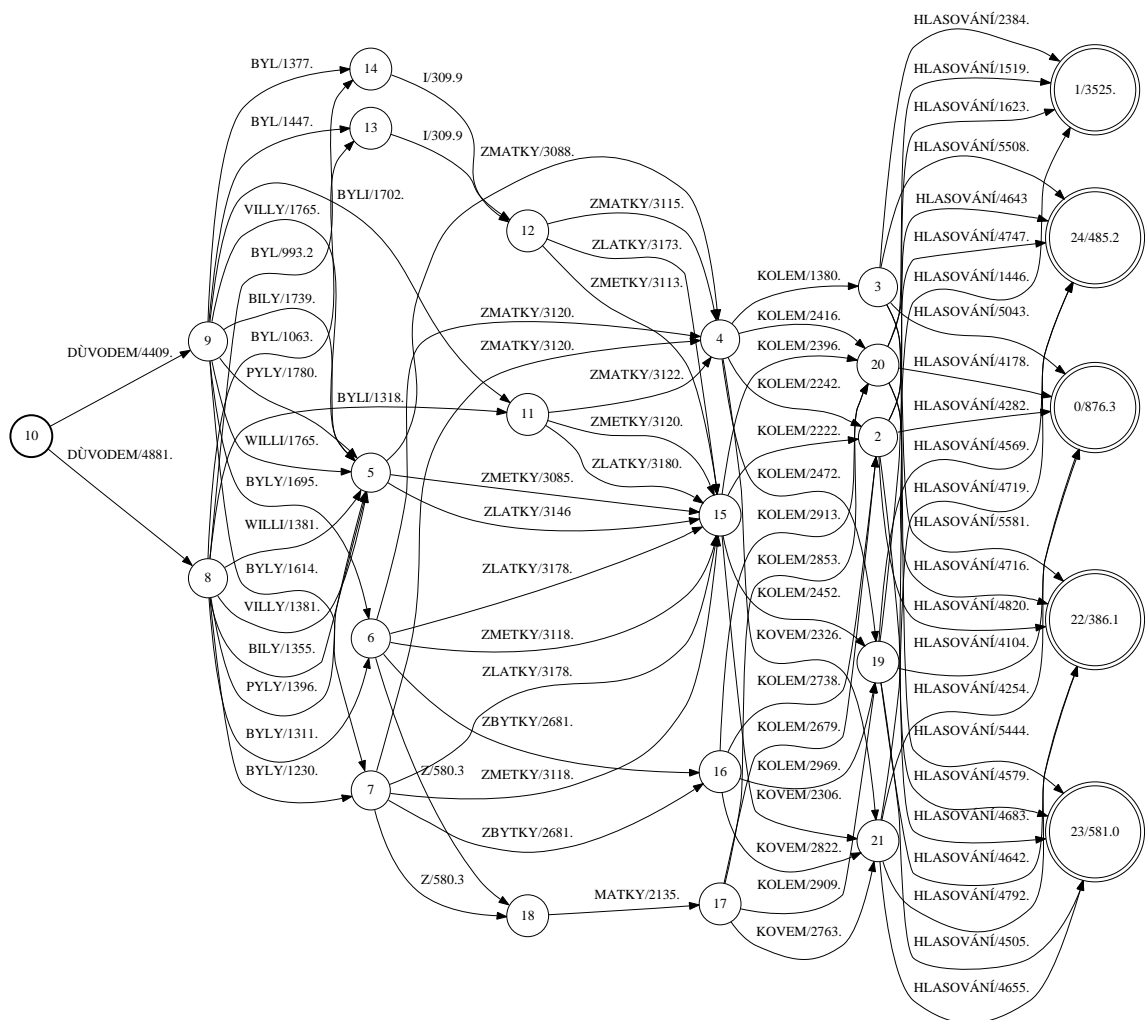 HLASOVÁNÍ/2384.
14
BYL/1377.
I/309.9
HLASOVÁNÍ/1519.
1/3525.
HLASOVÁNÍ/1623.
BYL/1447.
13
I/309.9
ZMATKY/3088.
HLASOVÁNÍ/5508.
BYLI/1702.
HLASOVÁNÍ/4643
VILLY/1765.
ZMATKY/3115.
12
24/485.2
HLASOVÁNÍ/4747.
BYL/993.2
ZLATKY/3173.
HLASOVÁNÍ/1446.
BILY/1739.
ZMETKY/3113.
KOLEM/1380.
3
HLASOVÁNÍ/5043.
ZMATKY/3120.
KOLEM/2416.
BYL/1063.
9
4
ZMATKY/3120.
KOLEM/2396.
DÙVODEM/4409.
HLASOVÁNÍ/4178.
20
PYLY/1780.
ZMATKY/3122.
KOLEM/2242.
BYLI/1318.
0/876.3
11
HLASOVÁNÍ/4282.
ZMETKY/3120.
KOLEM/2222.
10
2
WILLI/1765.
HLASOVÁNÍ/4569.
ZLATKY/3180.
5
KOLEM/2472.
BYLY/1695.
ZMETKY/3085.
HLASOVÁNÍ/4719.
DÙVODEM/4881.
ZLATKY/3146
15
KOLEM/2913.
WILLI/1381.
HLASOVÁNÍ/5581.
KOLEM/2853.
BYLY/1614.
ZLATKY/3178.
HLASOVÁNÍ/4716.
8
KOLEM/2452.
VILLY/1381.
HLASOVÁNÍ/4820.
22/386.1
ZMETKY/3118.
KOVEM/2326.
6
HLASOVÁNÍ/4104.
BILY/1355.
19
ZLATKY/3178.
KOLEM/2738.
PYLY/1396.
HLASOVÁNÍ/4254
ZBYTKY/2681.
KOLEM/2679.
BYLY/1311.
HLASOVÁNÍ/5444.
BYLY/1230.
Z/580.3
ZMETKY/3118.
16
KOLEM/2969.
HLASOVÁNÍ/4579.
7
KOVEM/2306.
HLASOVÁNÍ/4683.
ZBYTKY/2681.
23/581.0
21
KOVEM/2822.
HLASOVÁNÍ/4642.
Z/580.3
KOLEM/2909.
MATKY/2135.
17
HLASOVÁNÍ/4792.
18
KOVEM/2763.
HLASOVÁNÍ/4505.
HLASOVÁNÍ/4655.